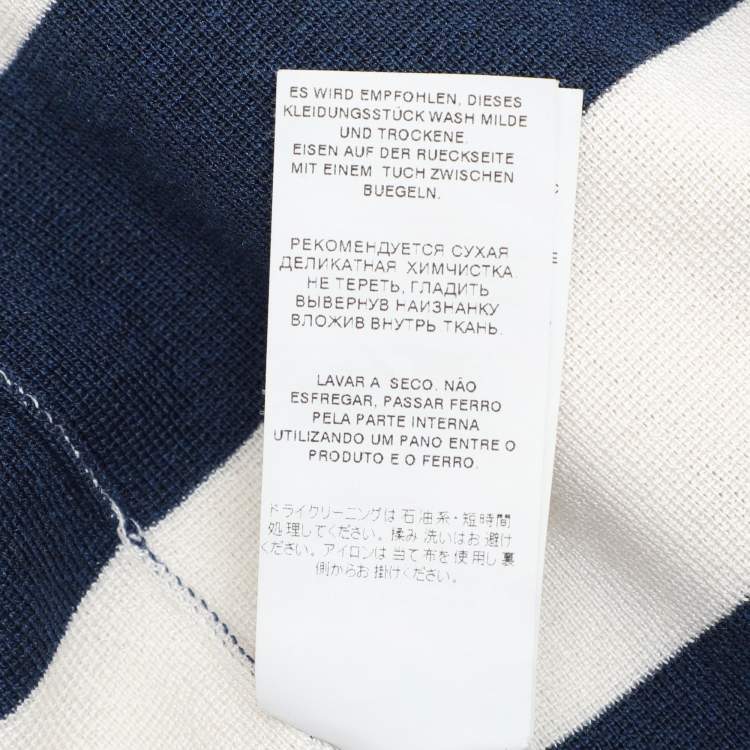 ES WIRD EMPFOHLEN, DIESES
KLEIDUNGSSTÜCK WASH MILDE
UND TROCKENE.
EISEN AUF DER RUECKSEITE
MIT EINEM TUCH ZWISCHEN
BUEGELN.
РЕКОМЕНДУЕТСЯ СУХАЯ
ДЕЛИКАТНАЯ ХИМЧИСТКА
НЕ ТЕРЕТЬ, ГЛАДИТЬ
ВЫВЕРНУВ НАИЗНАНКУ
ВЛОЖИВ ВНУТРЬ ТКАНЬ.
LAVAR A SECO. NÃO
ESFREGAR, PASSAR FERRO
PELA PARTE INTERNA
UTILIZANDO UM PANO ENTRE O
PRODUTO E O FERRO.
ドライクリーニングは石油系・短時間
処理してください。揉み洗いはお避け
ください。アイロンは当て布を使用し裏
側からお掛けください。